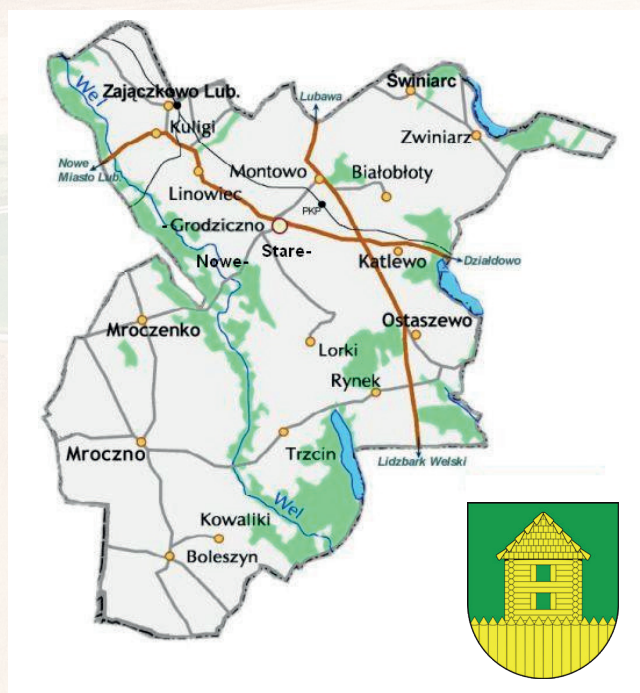 Wel
Zajączkowo Lub.
Świniarc
Lubawa
Kuligi
Zwiniarz
Nowe
Miasto Lub.
Montowo
Białobłoty
Linowiec
PKP
-Grodziczno
Stare-
Nowe-
Katlewo
Działdowo
Mroczenko
Ostaszewo
Lorki
Rynek
Mroczno
Trzcin
Lidzbark Welski
Wel
Kowaliki
Boleszyn